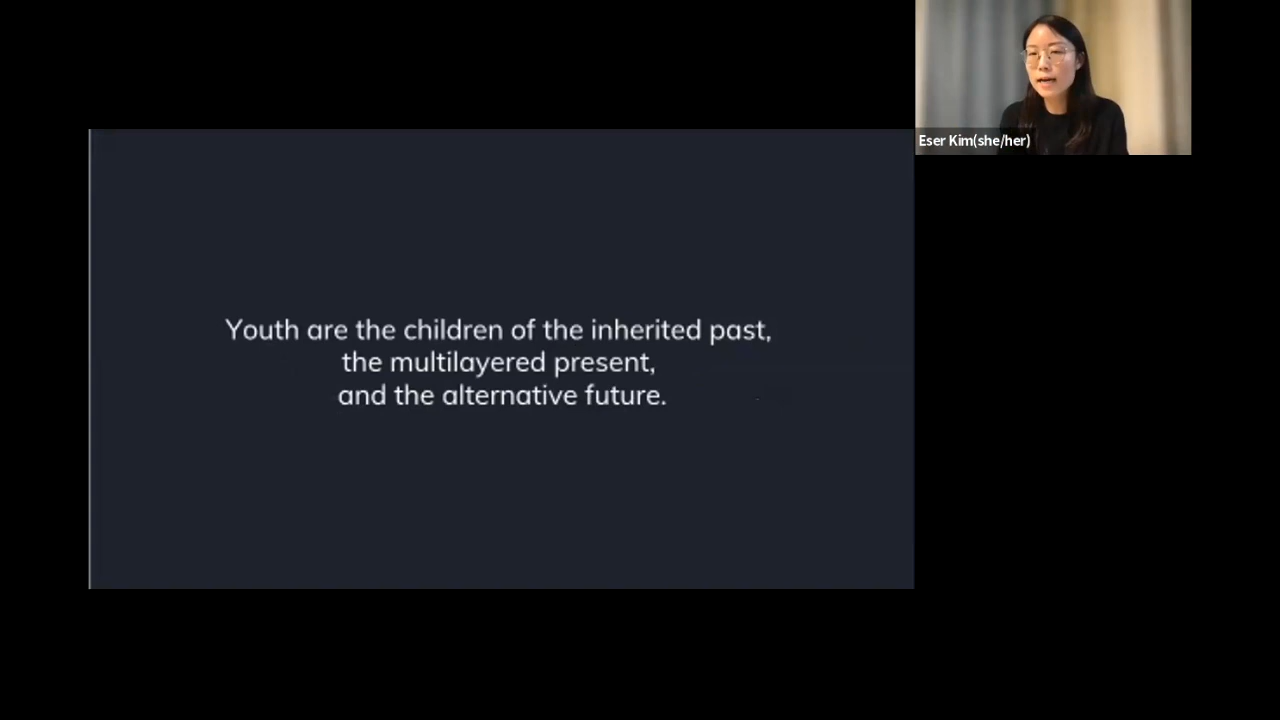 Eser Kim(she/her)
Youth are the children of the inherited past,
the multilayered present,
and the alternative future.